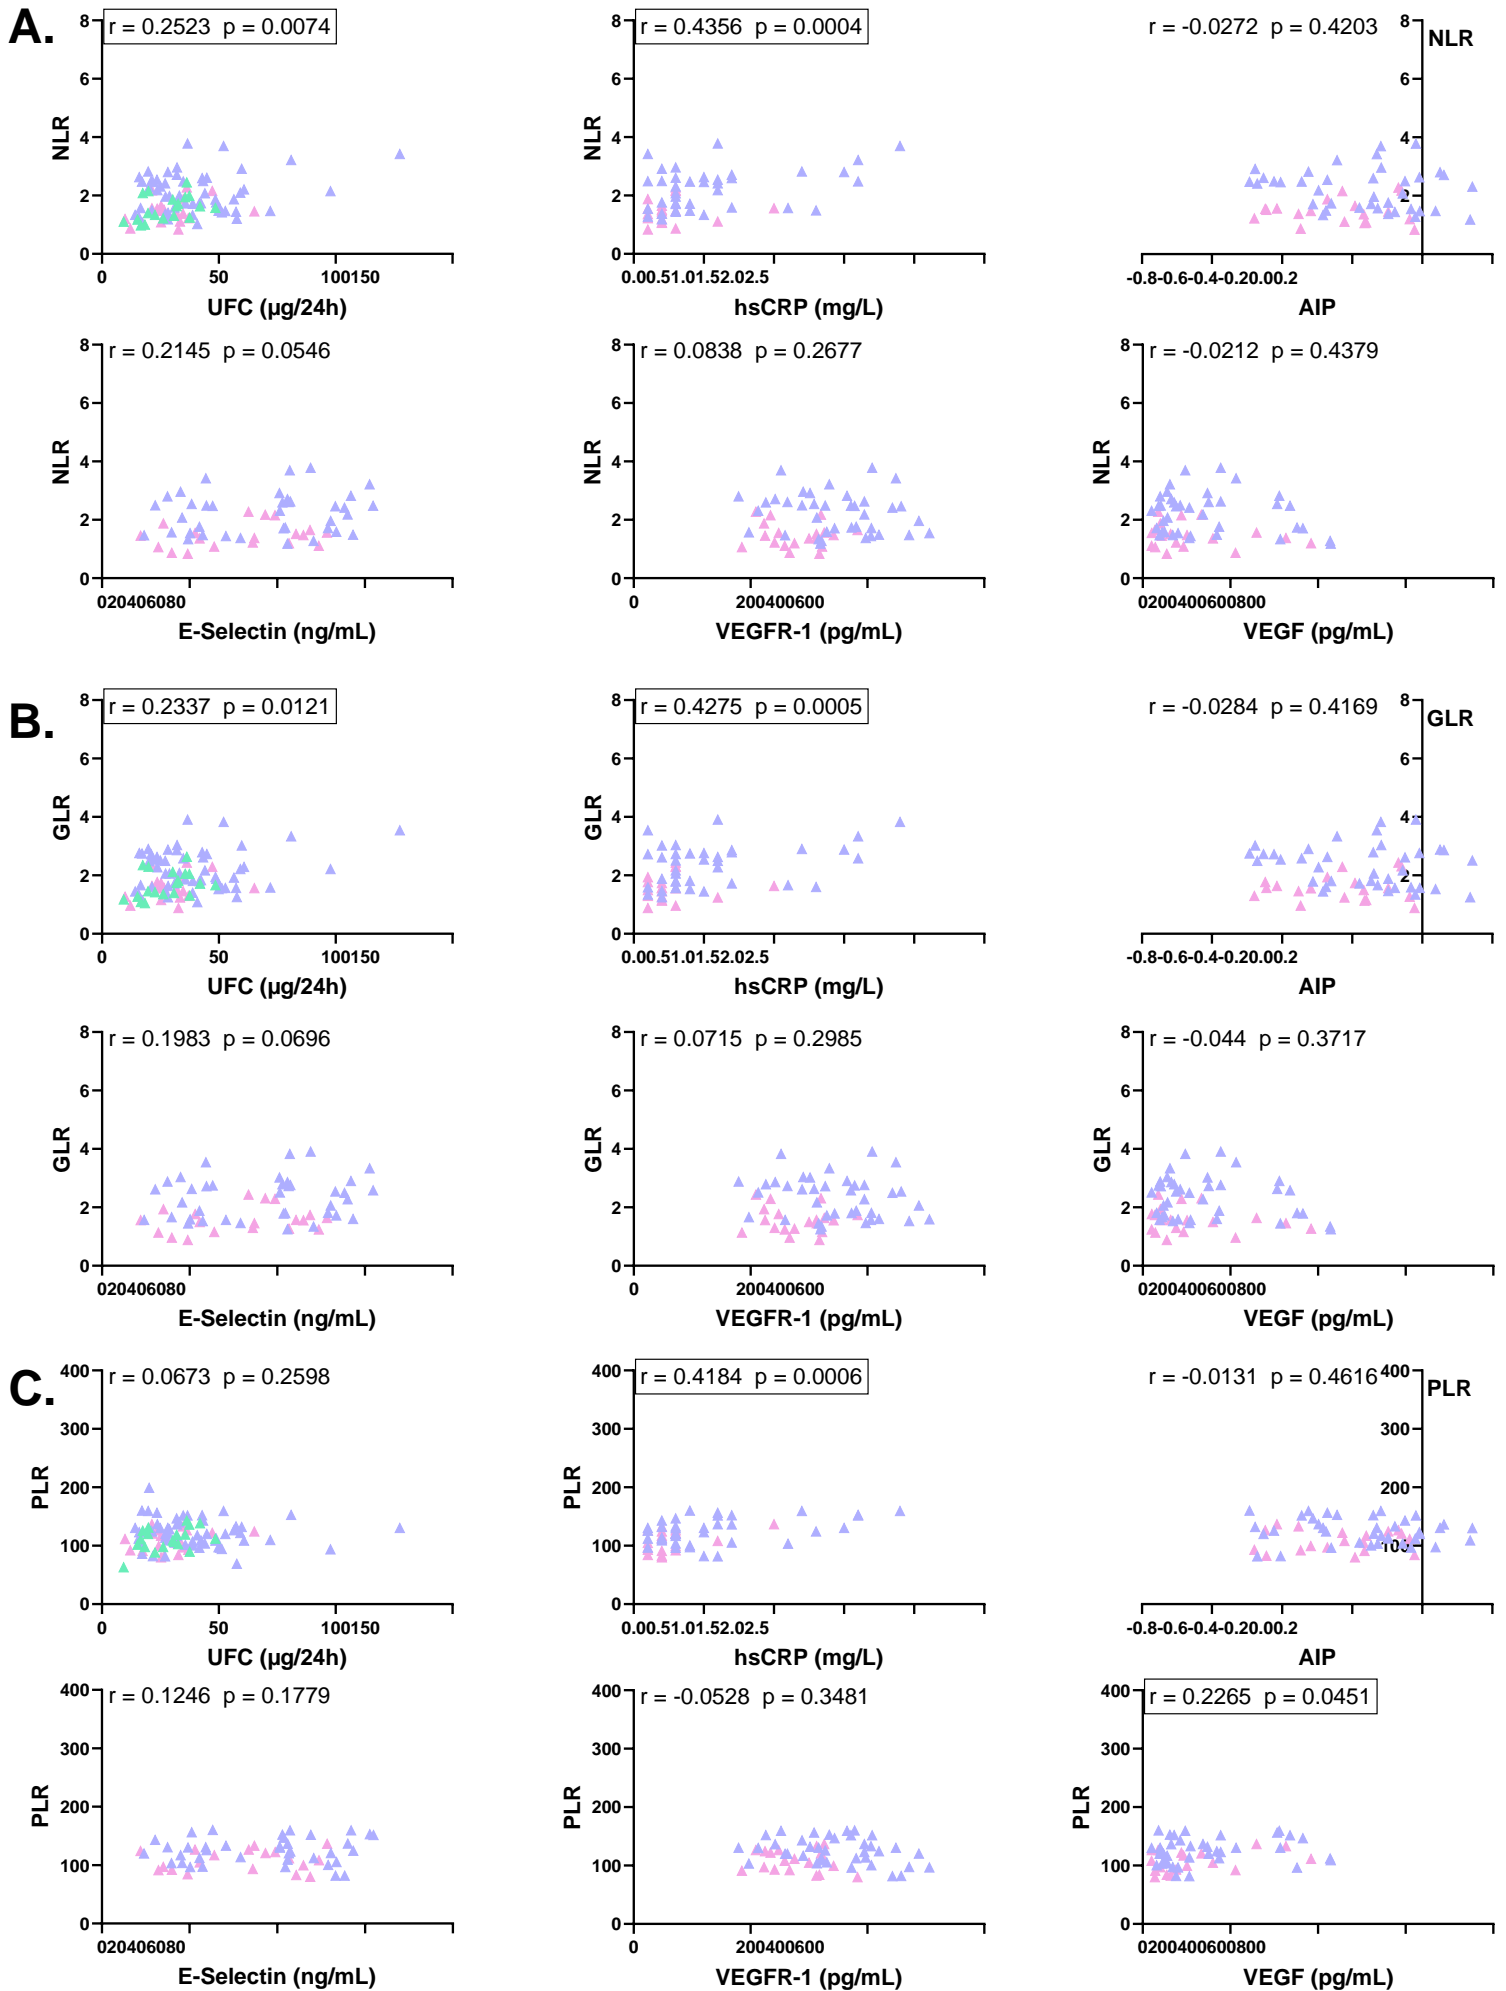 A.
r = 0.2523 p = 0.0074
8
6
4
2
0
NLR
0 50 100150
UFC (µg/24h)
r = 0.4356 p = 0.0004
8
6
4
2
0
NLR
0.00.51.01.52.02.5
hsCRP (mg/L)
r = -0.0272 p = 0.4203
8
6
4
2
NLR
-0.8-0.6-0.4-0.20.00.2
AIP
r = 0.2145 p = 0.0546
8
6
4
2
0
NLR
020406080
E-Selectin (ng/mL)
r = 0.0838 p = 0.2677
8
6
4
2
0
NLR
0 200400600
VEGFR-1 (pg/mL)
r = -0.0212 p = 0.4379
8
6
4
2
0
NLR
0200400600800
VEGF (pg/mL)
B.
r = 0.2337 p = 0.0121
8
6
4
2
0
GLR
0 50 100150
UFC (µg/24h)
r = 0.4275 p = 0.0005
8
6
4
2
0
GLR
0.00.51.01.52.02.5
hsCRP (mg/L)
r = -0.0284 p = 0.4169
8
6
4
2
GLR
-0.8-0.6-0.4-0.20.00.2
AIP
r = 0.1983 p = 0.0696
8
6
4
2
0
GLR
020406080
E-Selectin (ng/mL)
r = 0.0715 p = 0.2985
8
6
4
2
0
GLR
0 200400600
VEGFR-1 (pg/mL)
r = -0.044 p = 0.3717
8
6
4
2
0
GLR
0200400600800
VEGF (pg/mL)
C.
r = 0.0673 p = 0.2598
400
300
200
100
0
PLR
0 50 100150
UFC (µg/24h)
r = 0.4184 p = 0.0006
400
300
200
100
0
PLR
0.00.51.01.52.02.5
hsCRP (mg/L)
r = -0.0131 p = 0.4616
400
300
200
100
PLR
-0.8-0.6-0.4-0.20.00.2
AIP
r = 0.1246 p = 0.1779
400
300
200
100
0
PLR
020406080
E-Selectin (ng/mL)
r = -0.0528 p = 0.3481
400
300
200
100
0
PLR
0 200400600
VEGFR-1 (pg/mL)
r = 0.2265 p = 0.0451
400
300
200
100
0
PLR
0200400600800
VEGF (pg/mL)